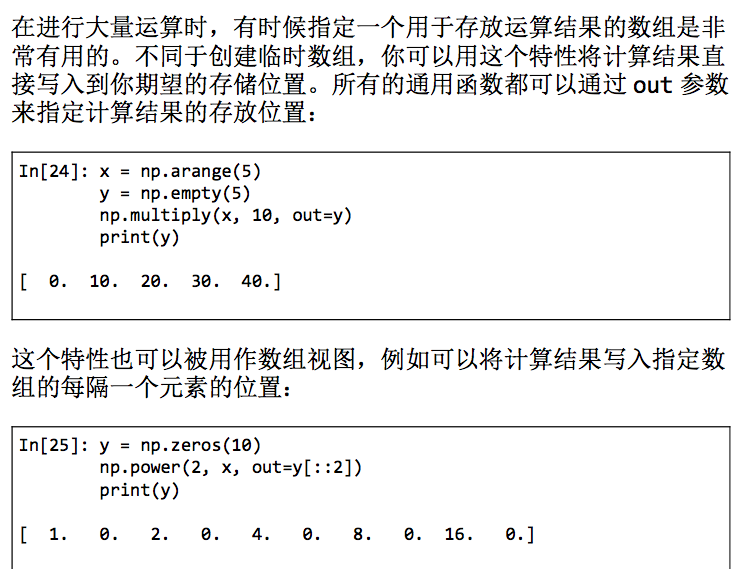 在进行大量运算时，有时候指定一个用于存放运算结果的数组是非
常有用的。不同于创建临时数组，你可以用这个特性将计算结果直
接写入到你期望的存储位置。所有的通用函数都可以通过 out 参数
来指定计算结果的存放位置：
In[24]: x = np.arange(5)
        y = np.empty(5)
        np.multiply(x, 10, out=y)
        print(y)
[  0.  10.  20.  30.  40.]
这个特性也可以被用作数组视图，例如可以将计算结果写入指定数
组的每隔一个元素的位置：
In[25]: y = np.zeros(10)
        np.power(2, x, out=y[::2])
        print(y)
[  1.   0.   2.   0.   4.   0.   8.   0.  16.   0.]